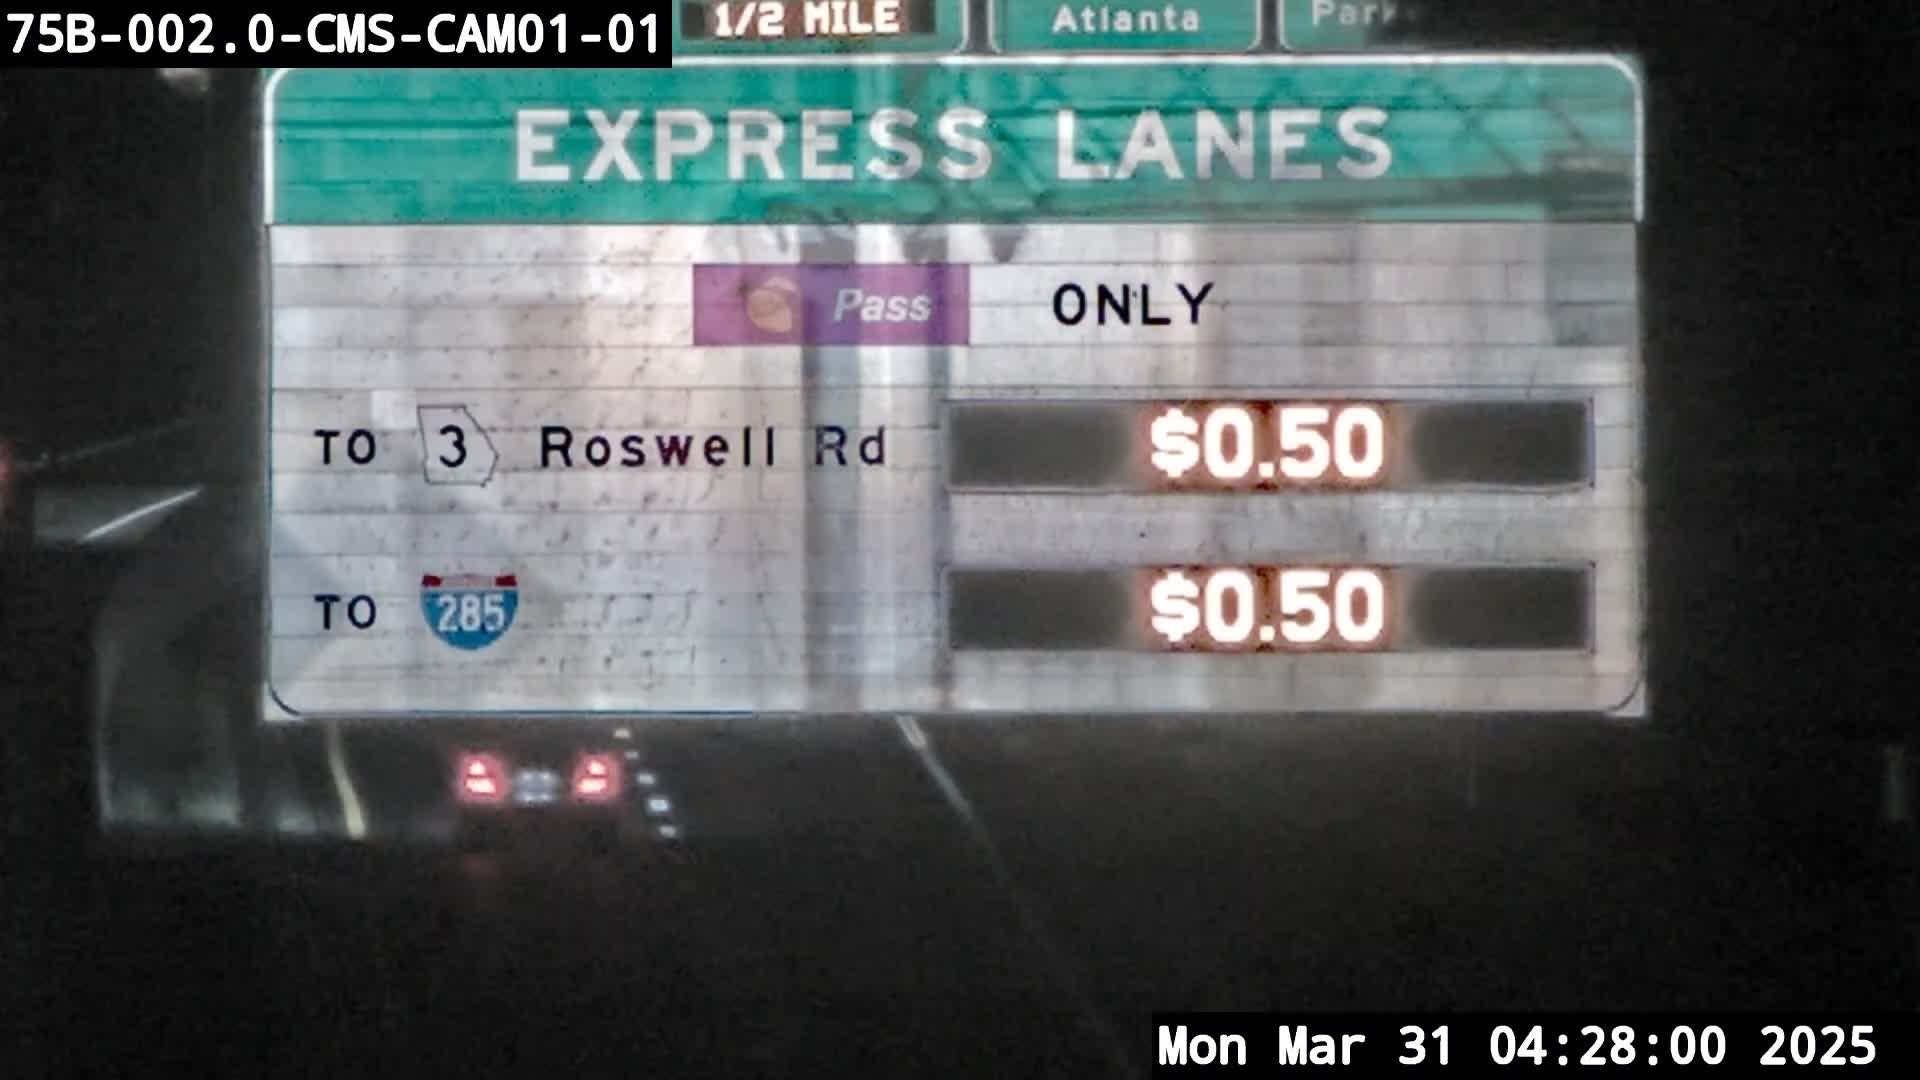 75B-002.0-CMS-CAM01-01
1/2 MILE
Atlanta
EXPRESS LANES
Pass ONLY
TO 3 Roswell Rd $0.50
TO 285 $0.50
Mon Mar 31 04:28:00 2025